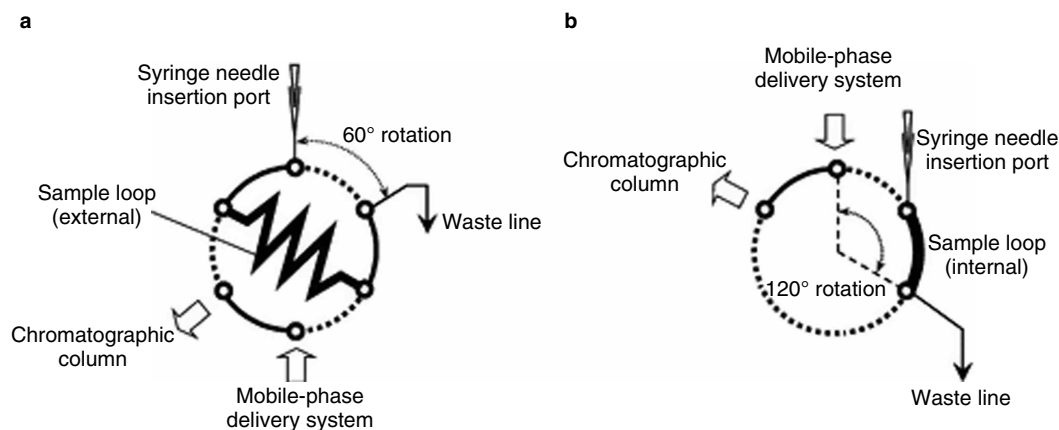 a
Syringe needle
insertion port
60° rotation
Sample loop
(external)
Waste line
Chromatographic
column
Mobile-phase
delivery system
b
Mobile-phase
delivery system
Syringe needle
insertion port
Chromatographic
column
Sample loop
(internal)
120° rotation
Waste line